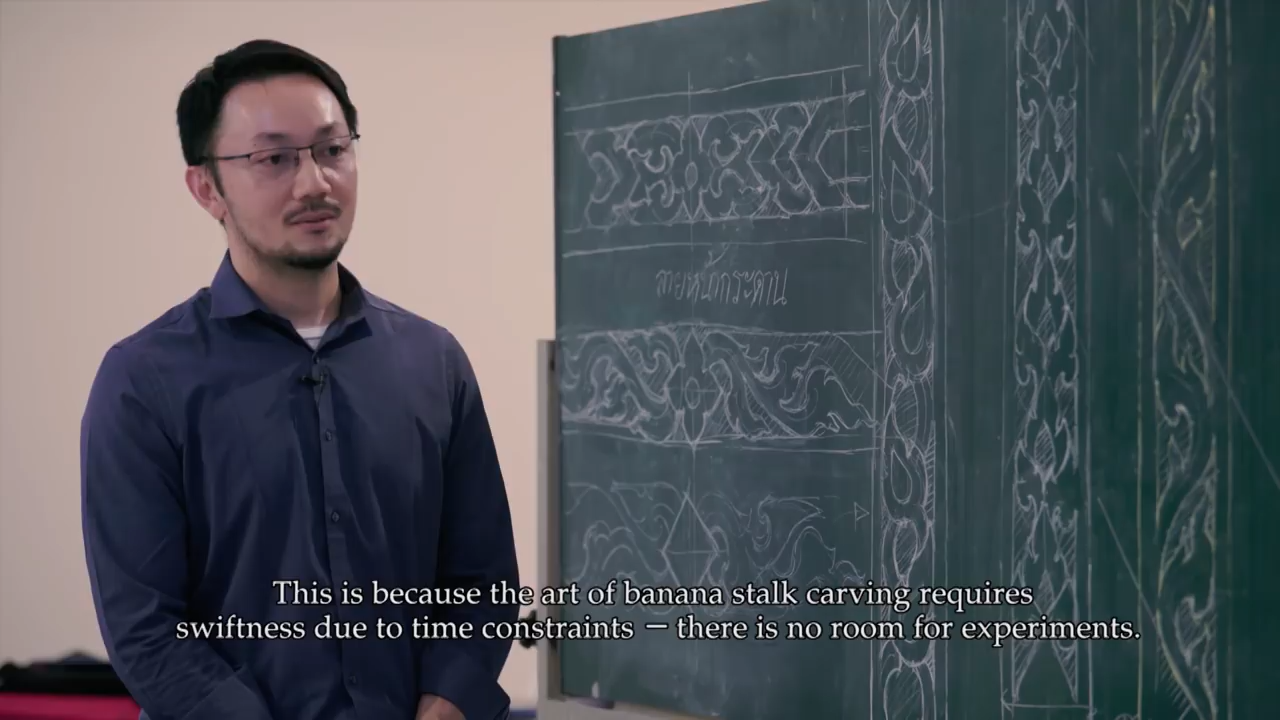 ลายหน้ากระดาน
This is because the art of banana stalk carving requires
swiftness due to time constraints – there is no room for experiments.